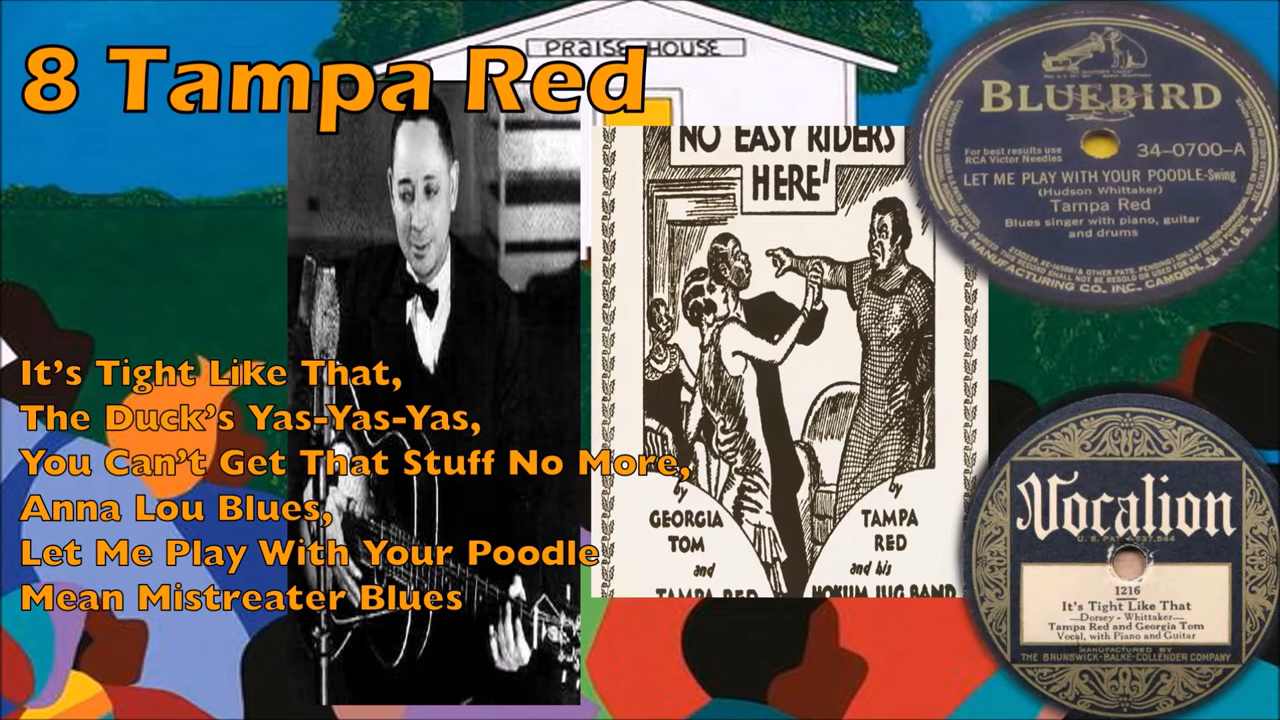 8 Tampa Red
PRAISE HOUSE
It's Tight Like That,
The Duck's Yas-Yas-Yas,
You Can't Get That Stuff No More,
Anna Lou Blues,
Let Me Play With Your Poodle
Mean Mistreater Blues
NO EASY RIDERS
HERE'
by
GEORGIA
TOM
and
TAMPA RED
by
TAMPA
RED
and his
HOKUM JUG BAND
BLUEBIRD
For best results use
RCA Victor Needles
34-0700-A
LET ME PLAY WITH YOUR POODLE-Swing
(Hudson Whittaker)
Tampa Red
Blues singer with piano, guitar
and drums
RCA MANUFACTURING CO., INC. CAMDEN, N.J., U.S.A.
Vocalion
1216
It's Tight Like That
—Dorsey - Whittaker—
Tampa Red and Georgia Tom
Vocal, with Piano and Guitar
MANUFACTURED BY
THE BRUNSWICK-BALKE-COLLENDER COMPANY